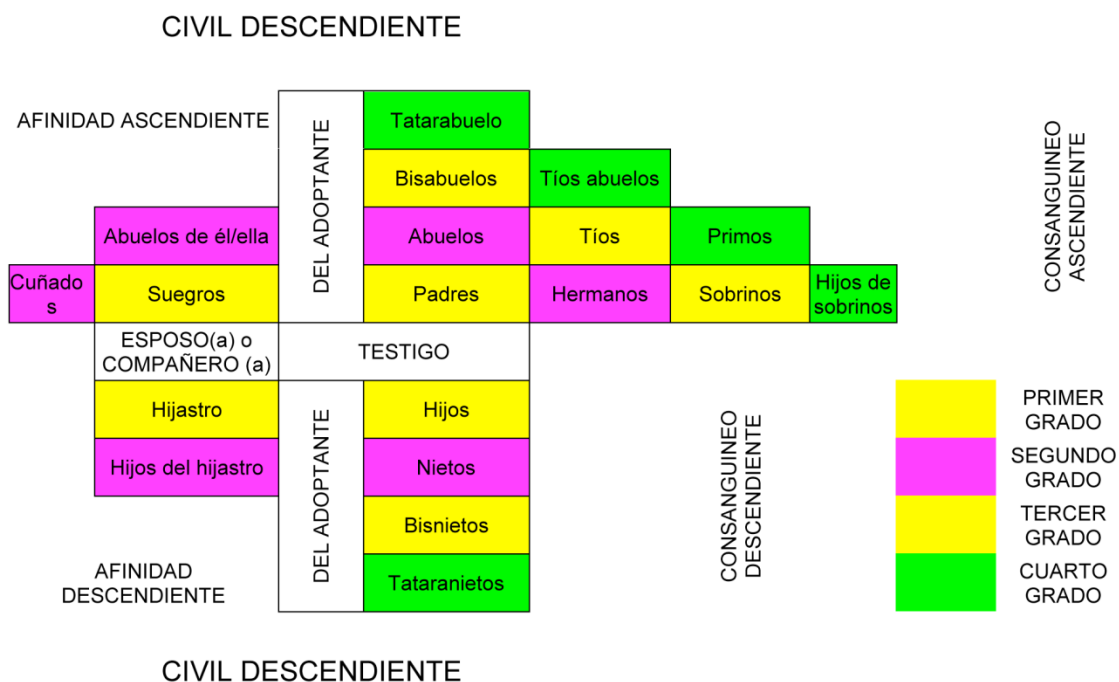 CIVIL DESCENDIENTE
AFINIDAD ASCENDIENTE
DEL ADOPTANTE
Tatarabuelo
Bisabuelos
Tíos abuelos
CONSANGUINEO
ASCENDIENTE
Abuelos de él/ella
Abuelos
Tíos
Primos
Cuñado
s
Suegros
Padres
Hermanos
Sobrinos
Hijos de
sobrinos
ESPOSO(a) o
COMPAÑERO (a)
TESTIGO
Hijastro
DEL ADOPTANTE
Hijos
CONSANGUINEO
DESCENDIENTE
PRIMER
GRADO
Hijos del hijastro
Nietos
SEGUNDO
GRADO
Bisnietos
TERCER
GRADO
AFINIDAD
DESCENDIENTE
Tataranietos
CUARTO
GRADO
CIVIL DESCENDIENTE